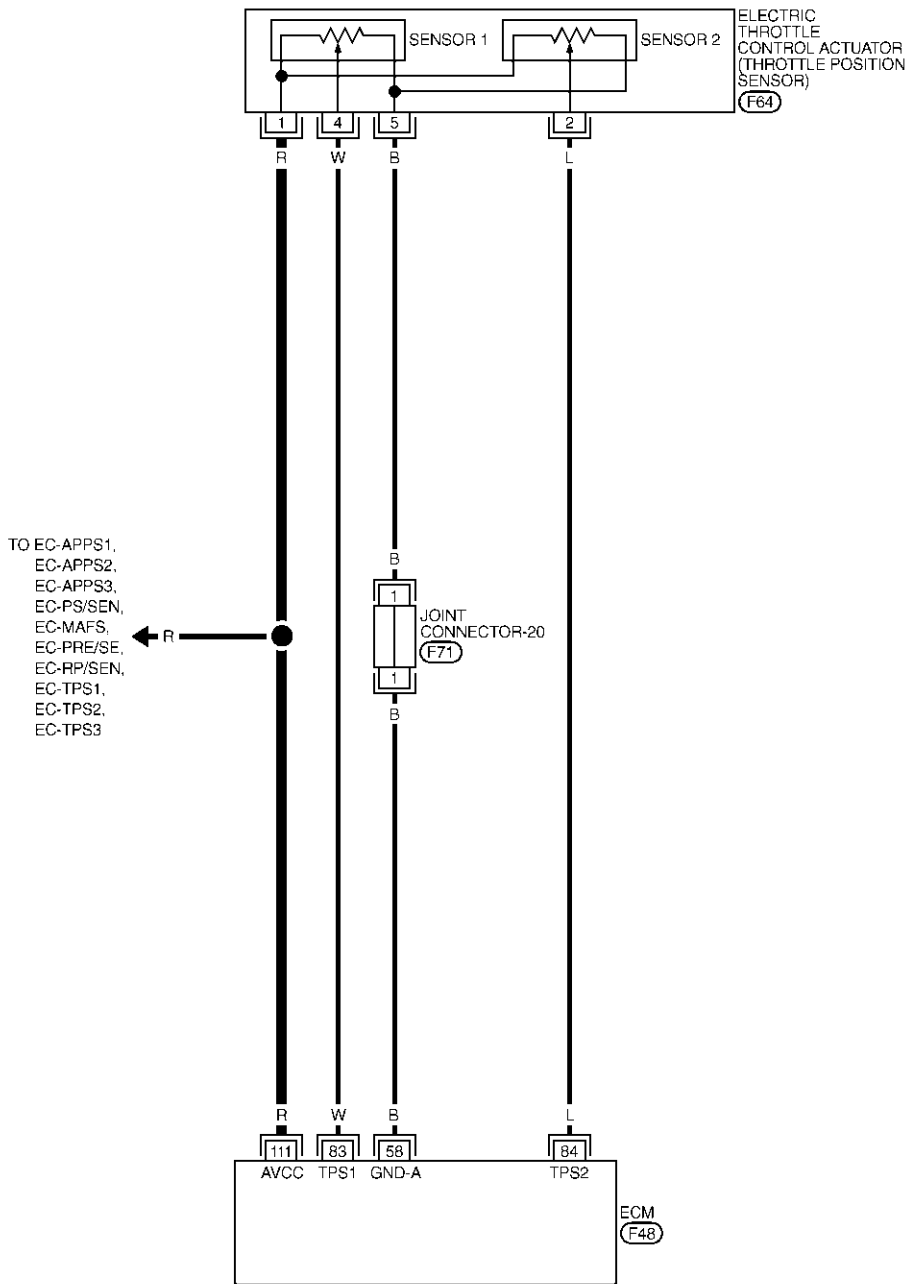 ELECTRIC
THROTTLE
CONTROL ACTUATOR
(THROTTLE POSITION
SENSOR)
F64
SENSOR 1
SENSOR 2
1 4 5 2
R W B L
B
1
JOINT
CONNECTOR-20
F71
1
B
TO EC-APPS1,
EC-APPS2,
EC-APPS3,
EC-PS/SEN,
EC-MAFS,
EC-PRE/SE,
EC-RP/SEN,
EC-TPS1,
EC-TPS2,
EC-TPS3
R
R W B L
111 83 58 84
AVCC TPS1 GND-A TPS2
ECM
F48